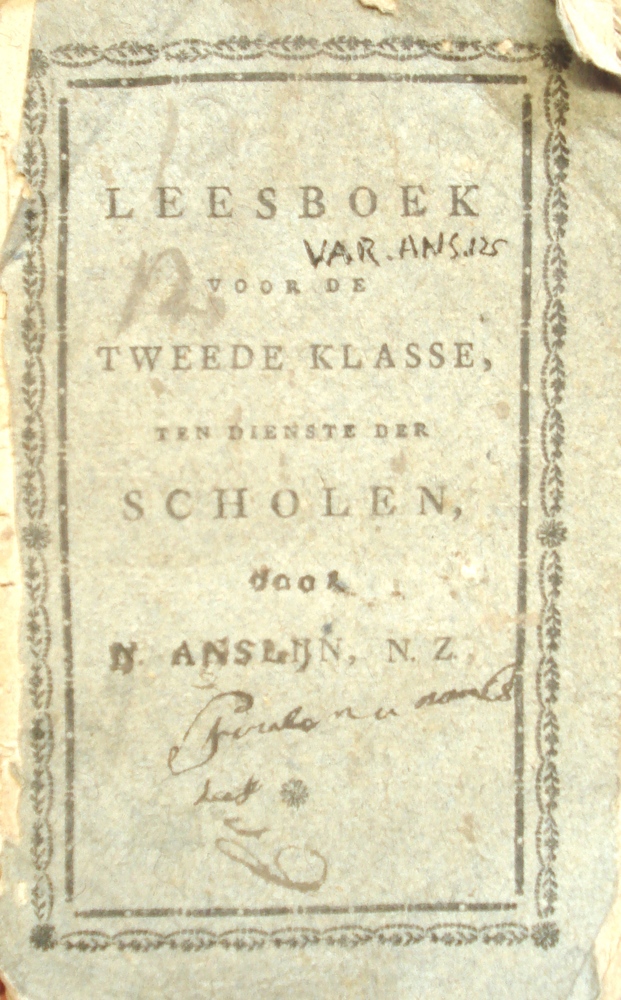 LEESBOEK
VAR.ANS.125
VOOR DE
TWEEDE KLASSE,
TEN DIENSTE DER
SCHOLEN,
door
N. ANSLIJN, N. Z.